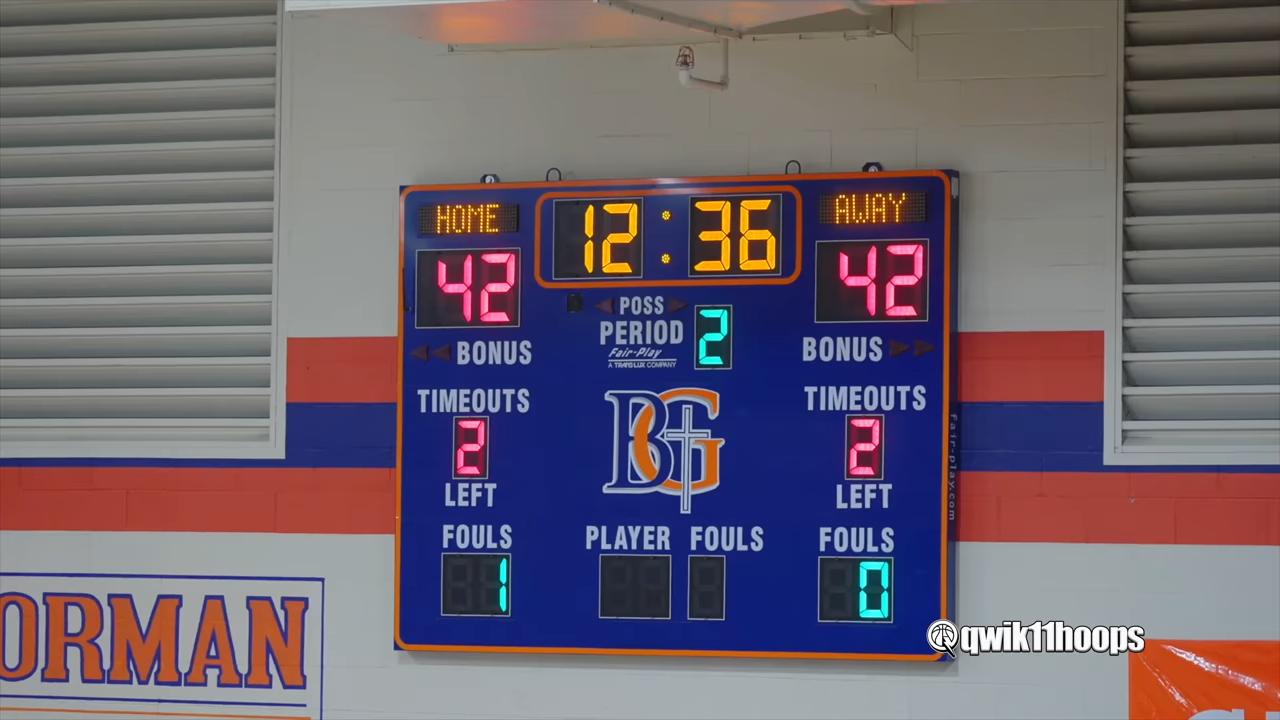 HOME 12:36 AWAY
42 42
POSS
PERIOD 2
Fair-Play
A TRANS-LUX COMPANY
BONUS BONUS
TIMEOUTS TIMEOUTS
2 2
LEFT LEFT
BG
FOULS PLAYER FOULS FOULS
1 0
fair-play.com
ORMAN
@qwik11hoops